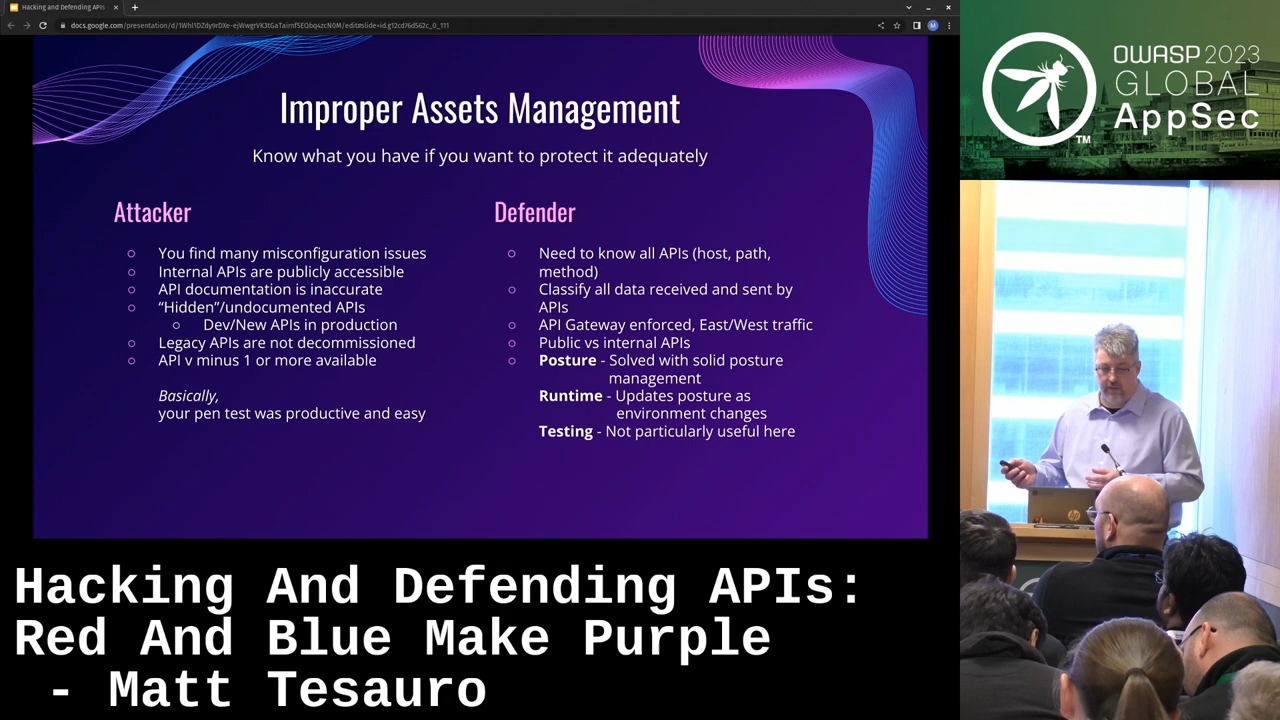 Hacking and Defending APIs -
docs.google.com/presentation/d/1Whl1DZdy9rDXe-ejWwgrVK3tGaTairnf5EQbq4zcN0M/edit#slide=id.g12cd76d562c_0_111
M
Improper Assets Management
Know what you have if you want to protect it adequately
Attacker
You find many misconfiguration issues
Internal APIs are publicly accessible
API documentation is inaccurate
“Hidden”/undocumented APIs
Dev/New APIs in production
Legacy APIs are not decommissioned
API v minus 1 or more available
Basically,
your pen test was productive and easy
Defender
Need to know all APIs (host, path,
method)
Classify all data received and sent by
APIs
API Gateway enforced, East/West traffic
Public vs internal APIs
Posture - Solved with solid posture
management
Runtime - Updates posture as
environment changes
Testing - Not particularly useful here
OWASP 2023
GLOBAL
AppSec
TM
hp
Hacking And Defending APIs:
Red And Blue Make Purple
- Matt Tesauro